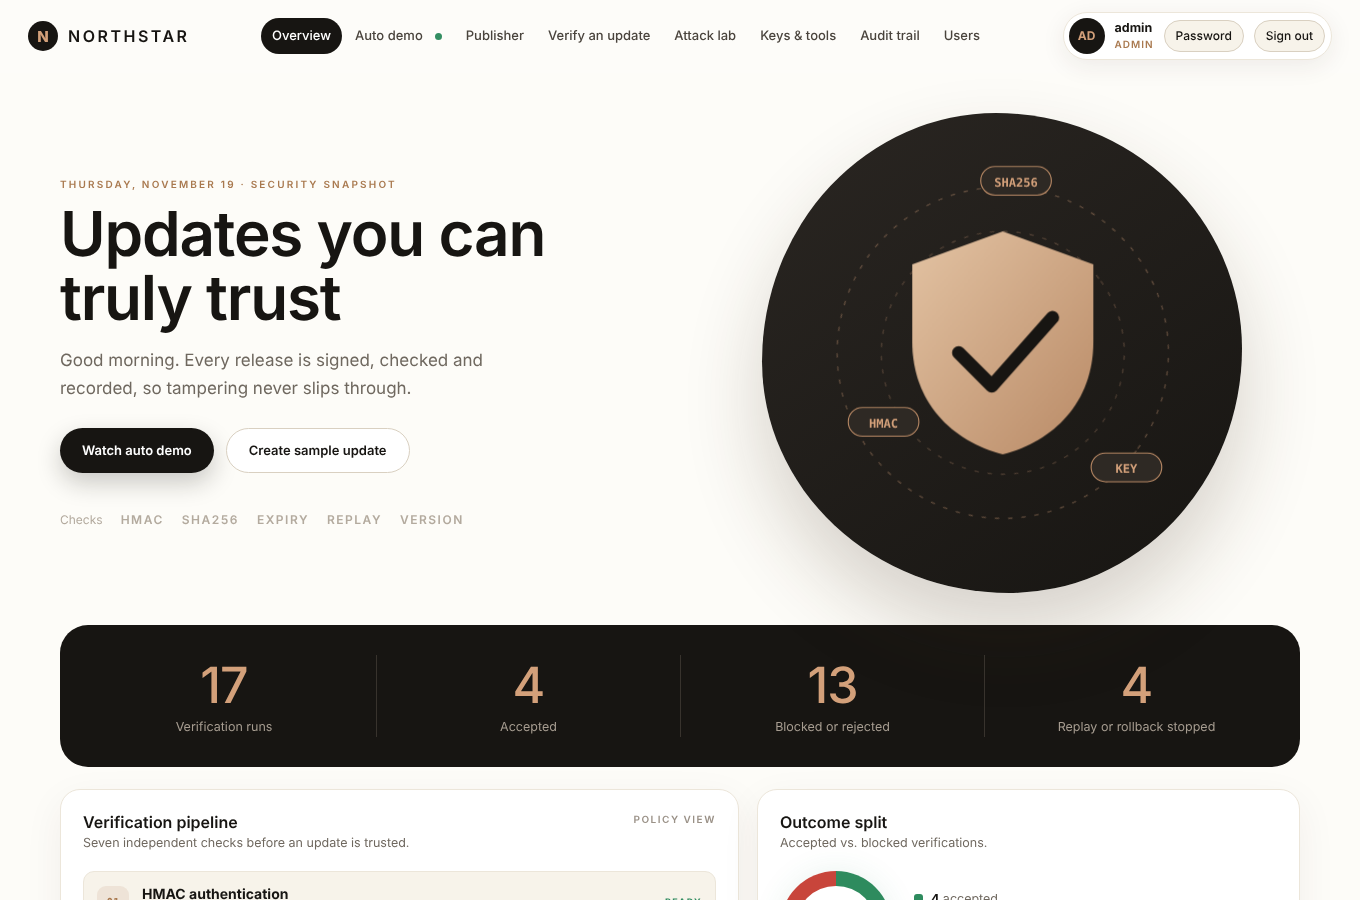 N NORTHSTAR
Overview Auto demo Publisher Verify an update Attack lab Keys & tools Audit trail Users
AD admin
ADMIN
Password Sign out
THURSDAY, NOVEMBER 19 · SECURITY SNAPSHOT
Updates you can
truly trust
Good morning. Every release is signed, checked and
recorded, so tampering never slips through.
Watch auto demo Create sample update
Checks HMAC SHA256 EXPIRY REPLAY VERSION
SHA256
HMAC
KEY
17
Verification runs
4
Accepted
13
Blocked or rejected
4
Replay or rollback stopped
Verification pipeline
POLICY VIEW
Seven independent checks before an update is trusted.
HMAC authentication
Outcome split
Accepted vs. blocked verifications.
4 accepted